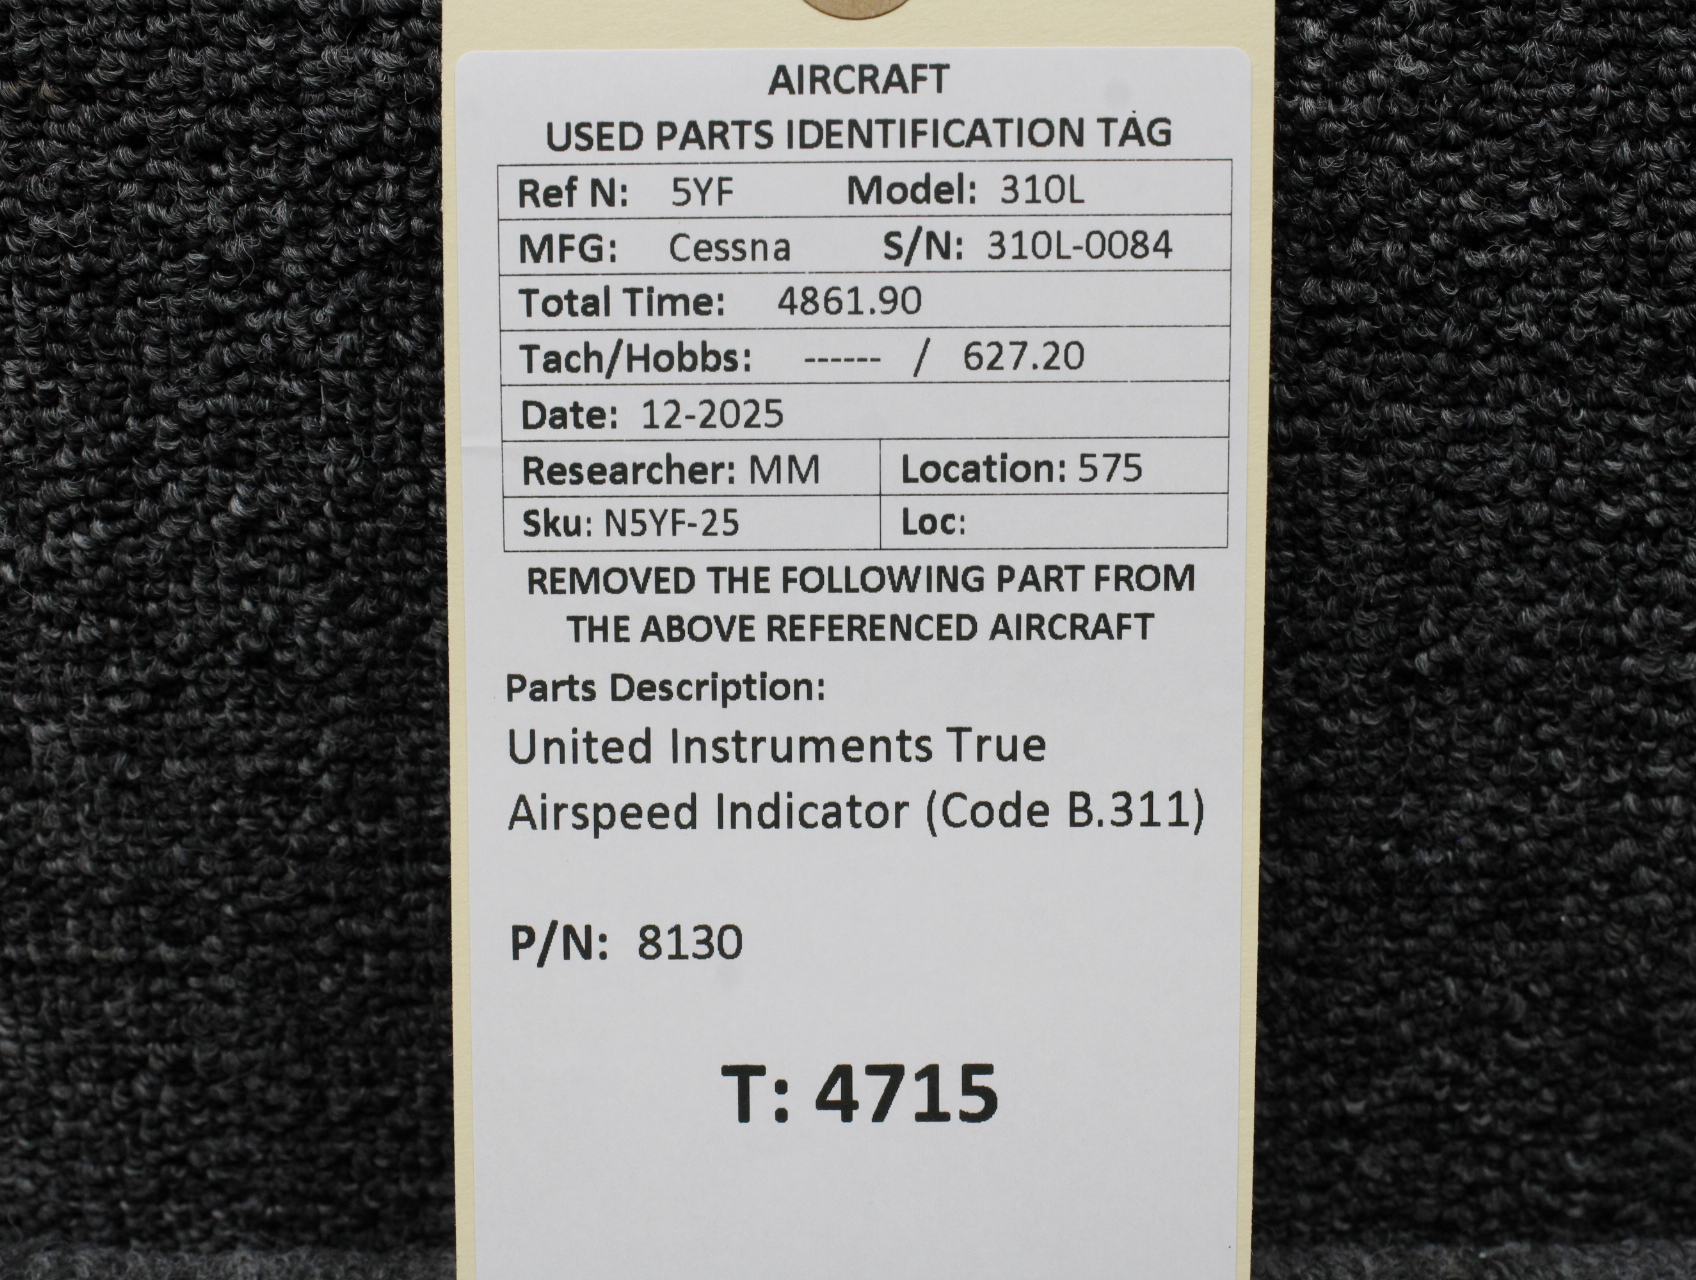 AIRCRAFT
USED PARTS IDENTIFICATION TAG
Ref N: 5YF Model: 310L
MFG: Cessna S/N: 310L-0084
Total Time: 4861.90
Tach/Hobbs: ------ / 627.20
Date: 12-2025
Researcher: MM Location: 575
Sku: N5YF-25 Loc:
REMOVED THE FOLLOWING PART FROM
THE ABOVE REFERENCED AIRCRAFT
Parts Description:
United Instruments True
Airspeed Indicator (Code B.311)
P/N: 8130
T: 4715